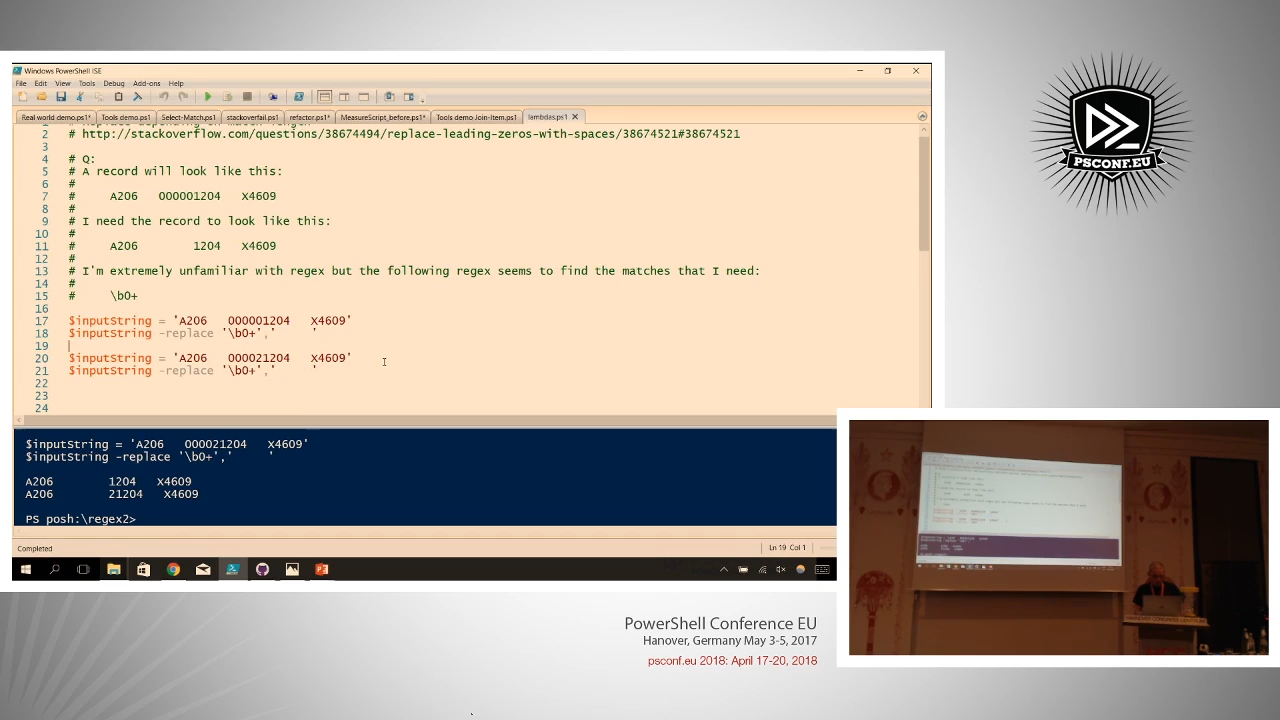 Windows PowerShell ISE
File Edit View Tools Debug Add-ons Help
Real world demo.ps1* Tools demo.ps1 Select-Match.ps1 stackoverfail.ps1 refactor.ps1* MeasureScript_before.ps1* Tools demo Join-Item.ps1 lambdas.ps1
2 # http://stackoverflow.com/questions/38674494/replace-leading-zeros-with-spaces/38674521#38674521
3
4 # Q:
5 # A record will look like this:
6 #
7 #     A206   000001204   X4609
8 #
9 # I need the record to look like this:
10 #
11 #     A206        1204   X4609
12 #
13 # I'm extremely unfamiliar with regex but the following regex seems to find the matches that I need:
14 #
15 #     \b0+
16
17 $inputString = 'A206   000001204   X4609'
18 $inputString -replace '\b0+','     '
19
20 $inputString = 'A206   000021204   X4609'
21 $inputString -replace '\b0+','     '
22
23
24
$inputString = 'A206   000021204   X4609'
$inputString -replace '\b0+','     '
A206        1204   X4609
A206        21204   X4609
PS posh:\regex2>
Completed
Ln 19 Col 1
PSCONF.EU
PowerShell Conference EU
Hanover, Germany May 3-5, 2017
psconf.eu 2018: April 17-20, 2018